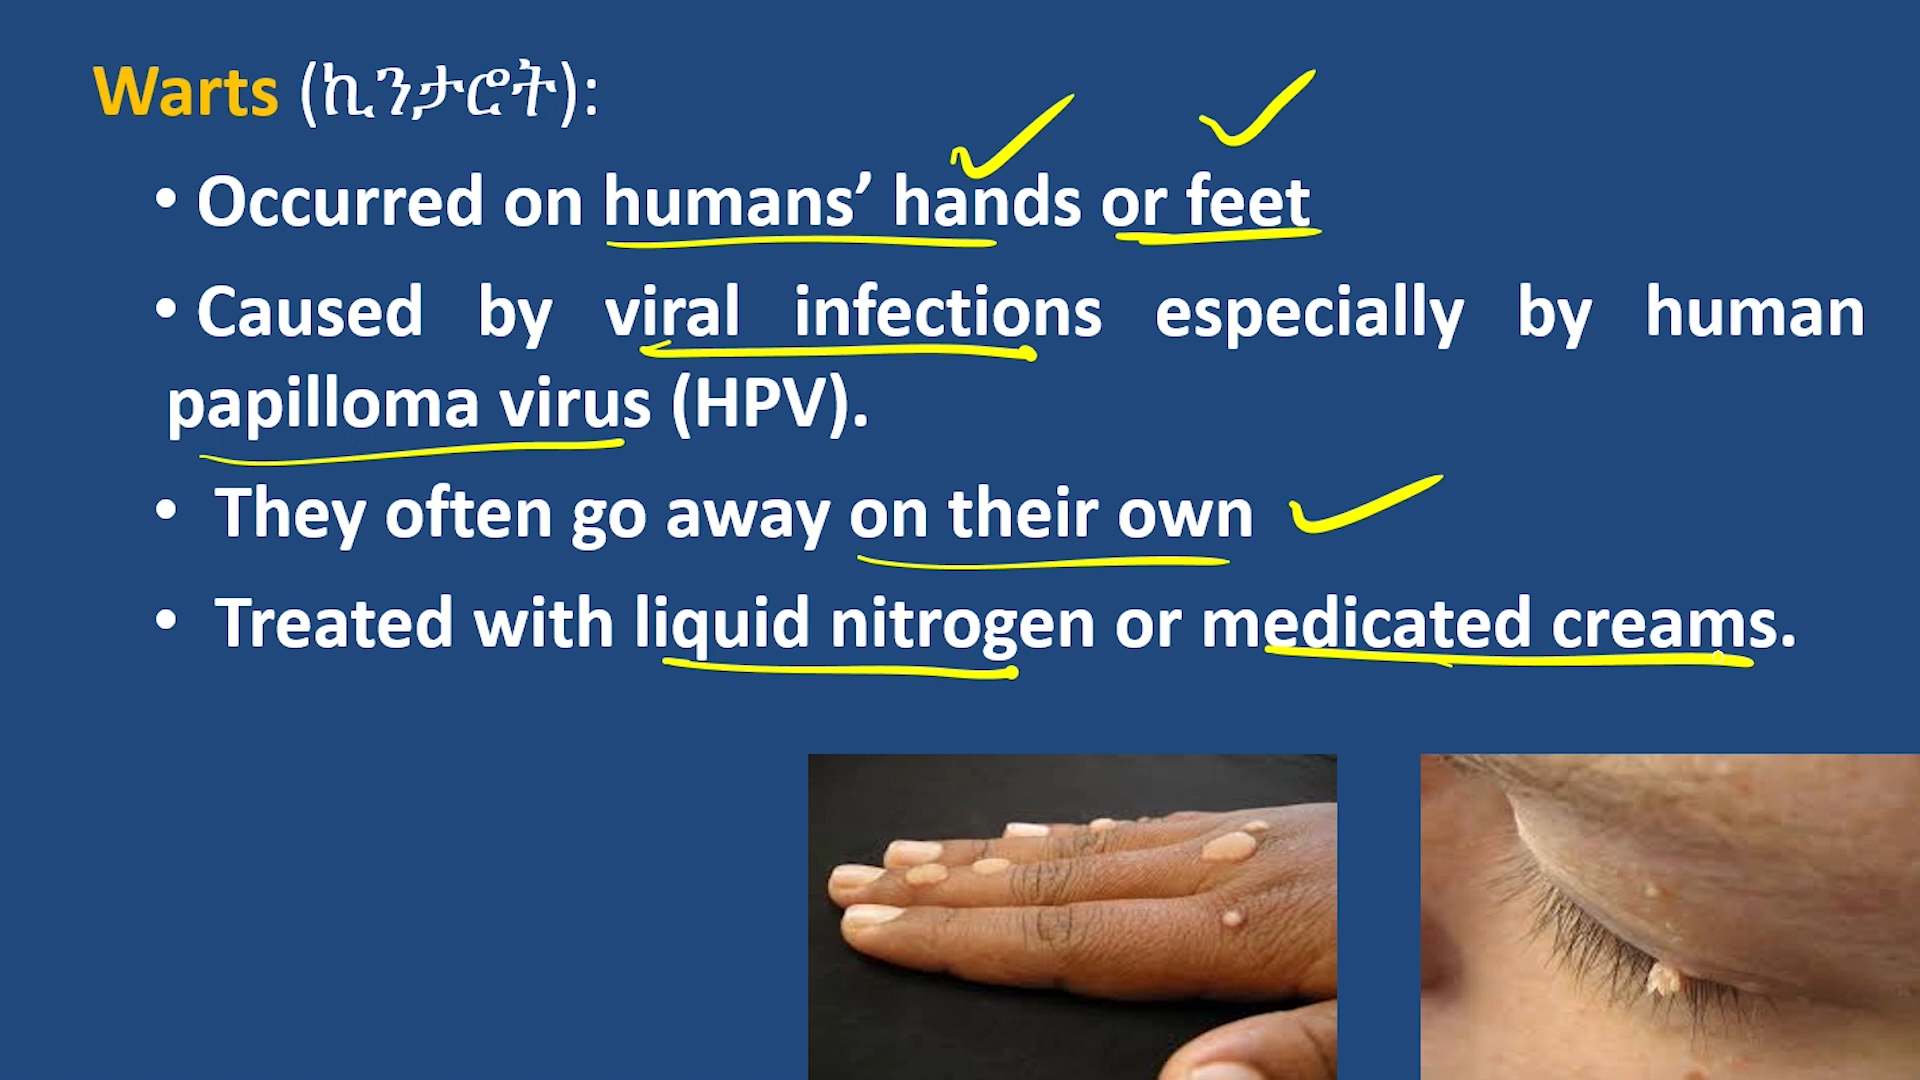 Warts (ኪንታሮት):
• Occurred on humans’ hands or feet
• Caused by viral infections especially by human
papilloma virus (HPV).
• They often go away on their own
• Treated with liquid nitrogen or medicated creams.